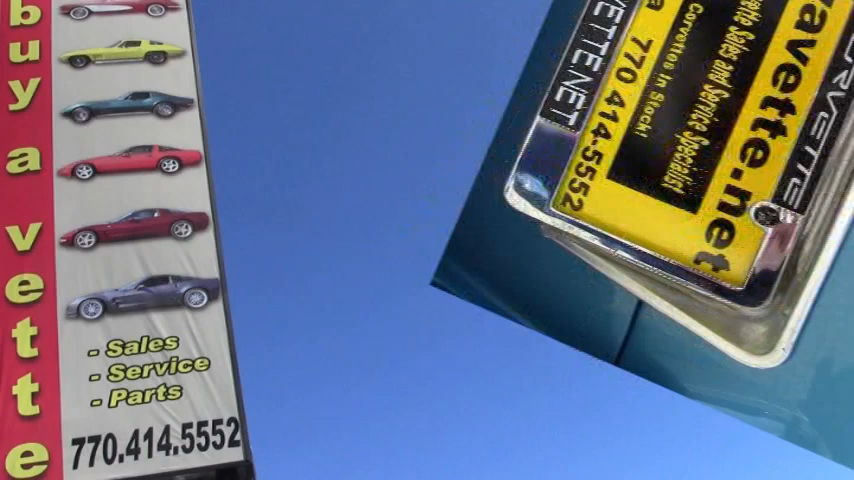 buy a vette
- Sales
- Service
- Parts
770.414.5552
VETTE.NET
770 414-5552
Corvettes in Stock!
vette Sales and Service Specialist
avette.net
CORVETTE